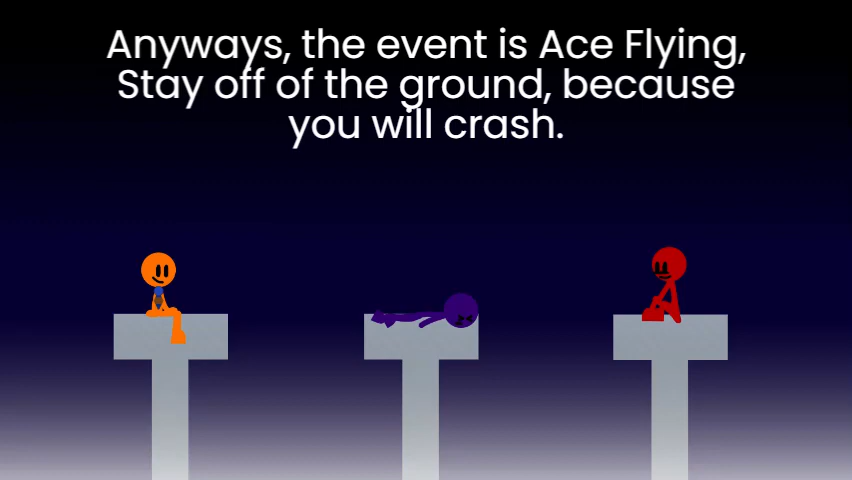 Anyways, the event is Ace Flying,
Stay off of the ground, because
you will crash.